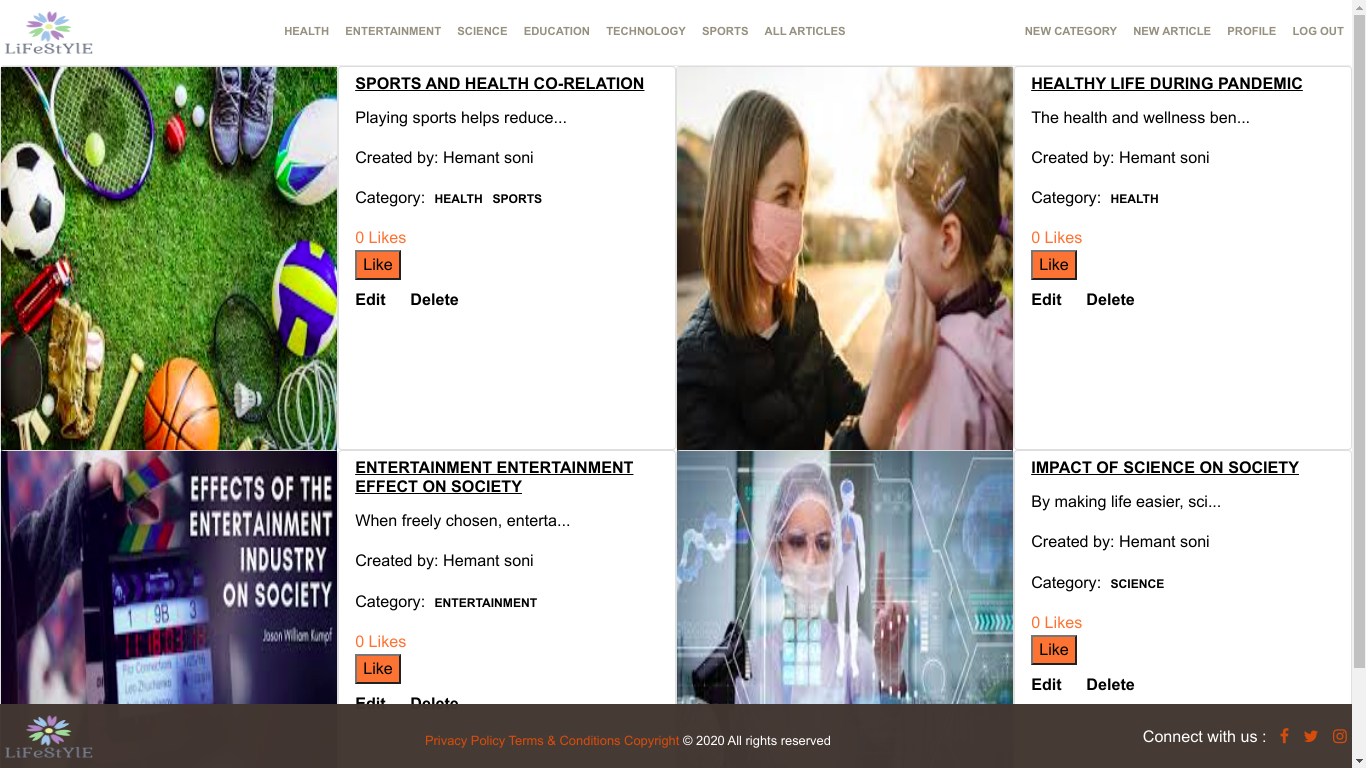 LiFeStYlE
HEALTH ENTERTAINMENT SCIENCE EDUCATION TECHNOLOGY SPORTS ALL ARTICLES
NEW CATEGORY NEW ARTICLE PROFILE LOG OUT
SPORTS AND HEALTH CO-RELATION
Playing sports helps reduce...
Created by: Hemant soni
Category: HEALTH SPORTS
0 Likes
Like
Edit Delete
HEALTHY LIFE DURING PANDEMIC
The health and wellness ben...
Created by: Hemant soni
Category: HEALTH
0 Likes
Like
Edit Delete
EFFECTS OF THE
ENTERTAINMENT
INDUSTRY
ON SOCIETY
Jason William Kumpf
1 9B 3
ENTERTAINMENT ENTERTAINMENT
EFFECT ON SOCIETY
When freely chosen, enterta...
Created by: Hemant soni
Category: ENTERTAINMENT
0 Likes
Like
Edit Delete
IMPACT OF SCIENCE ON SOCIETY
By making life easier, sci...
Created by: Hemant soni
Category: SCIENCE
0 Likes
Like
Edit Delete
LiFeStYlE
Privacy Policy Terms & Conditions Copyright © 2020 All rights reserved
Connect with us :